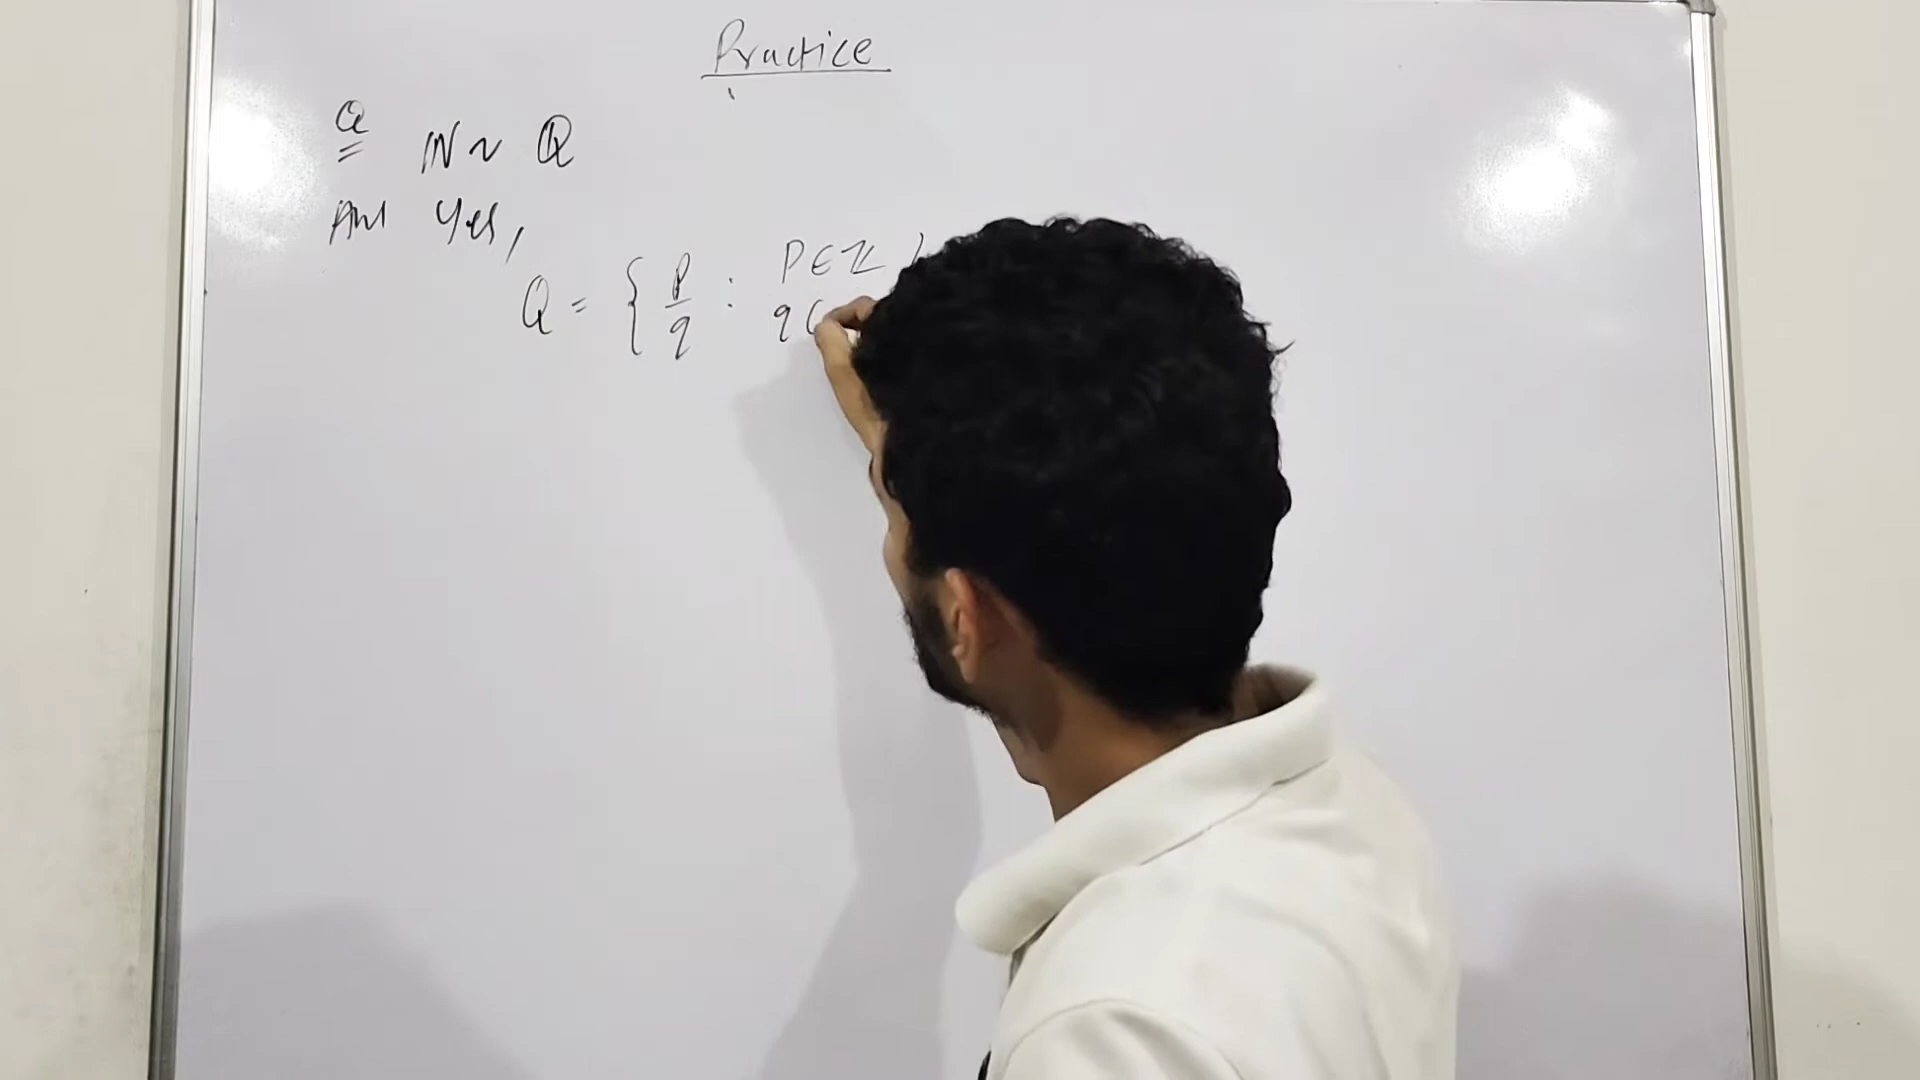 Practice
Q ℕ ~ ℚ
Ans Yes,
Q = { p/q : p ∈ ℤ
q